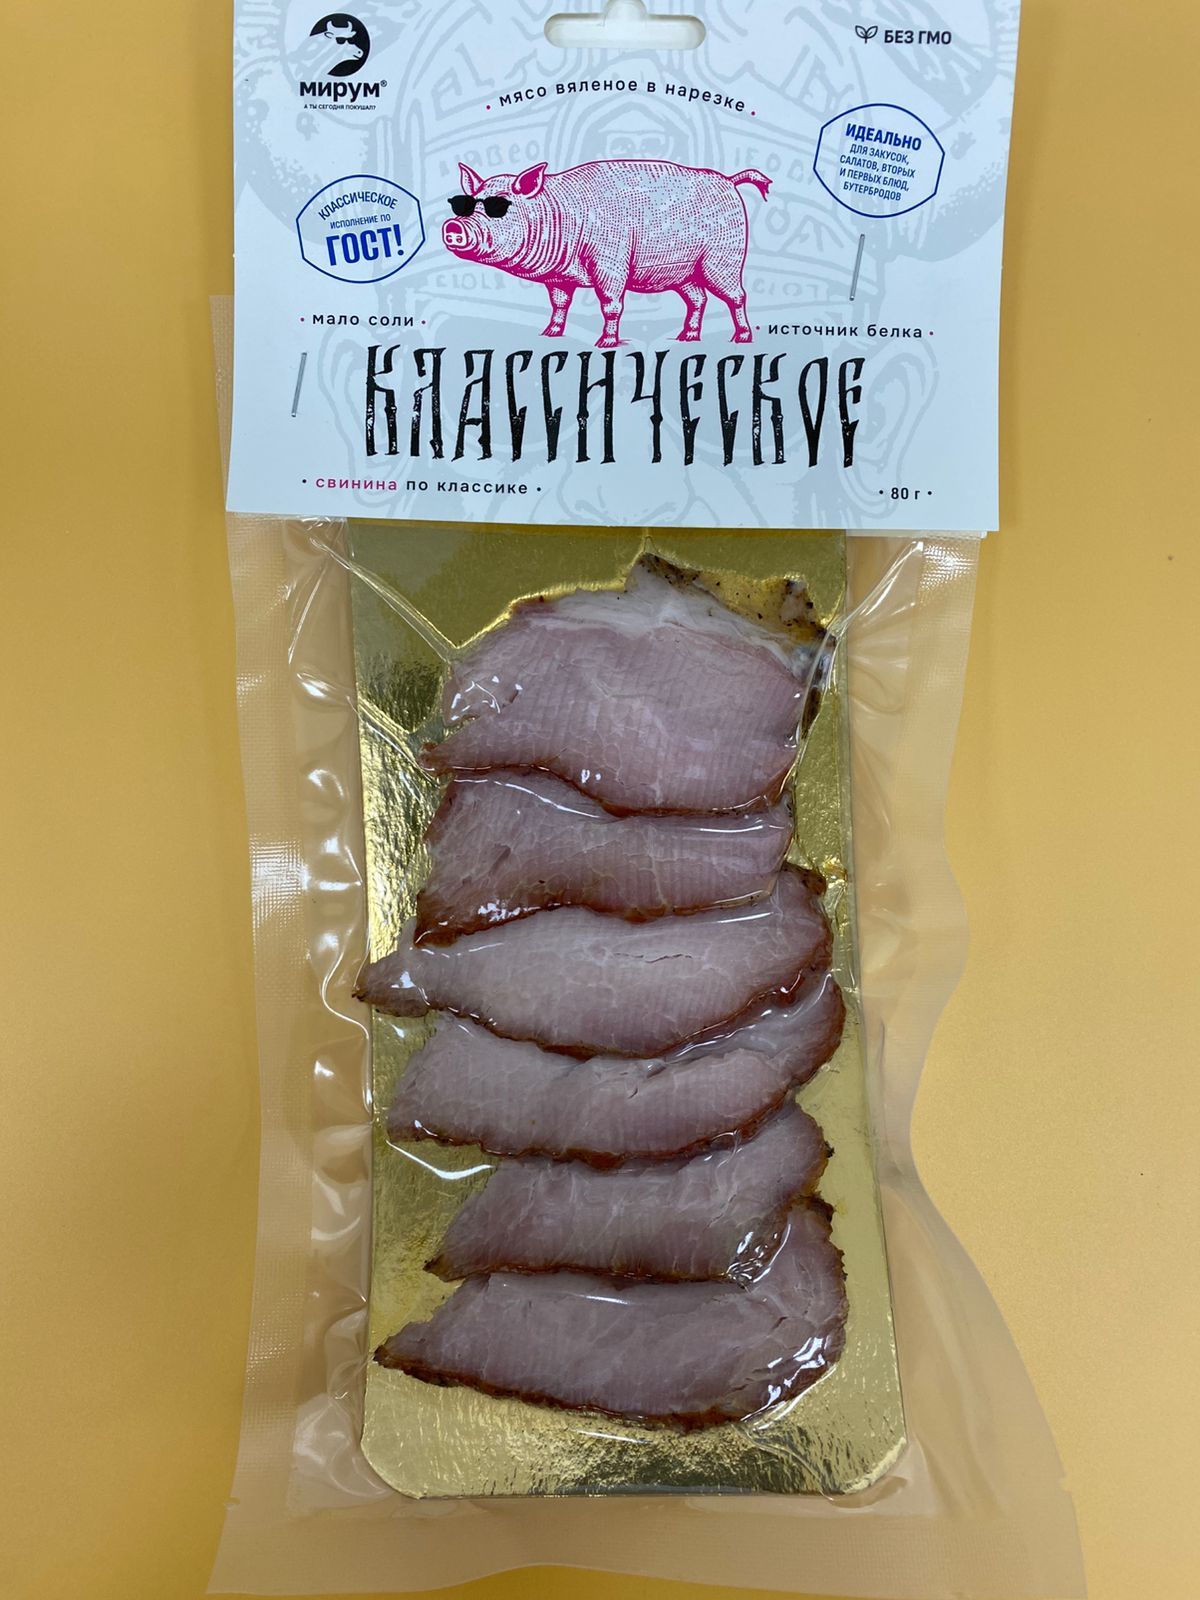 БЕЗ ГМО
мирум®
А ТЫ СЕГОДНЯ ПОКУШАЛ?
• мясо вяленое в нарезке •
ИДЕАЛЬНО
ДЛЯ ЗАКУСОК,
САЛАТОВ, ВТОРЫХ
И ПЕРВЫХ БЛЮД,
БУТЕРБРОДОВ
КЛАССИЧЕСКОЕ
ИСПОЛНЕНИЕ ПО
ГОСТ!
• мало соли •
• источник белка •
КЛАССИЧЕСКОЕ
• свинина по классике •
• 80 г •